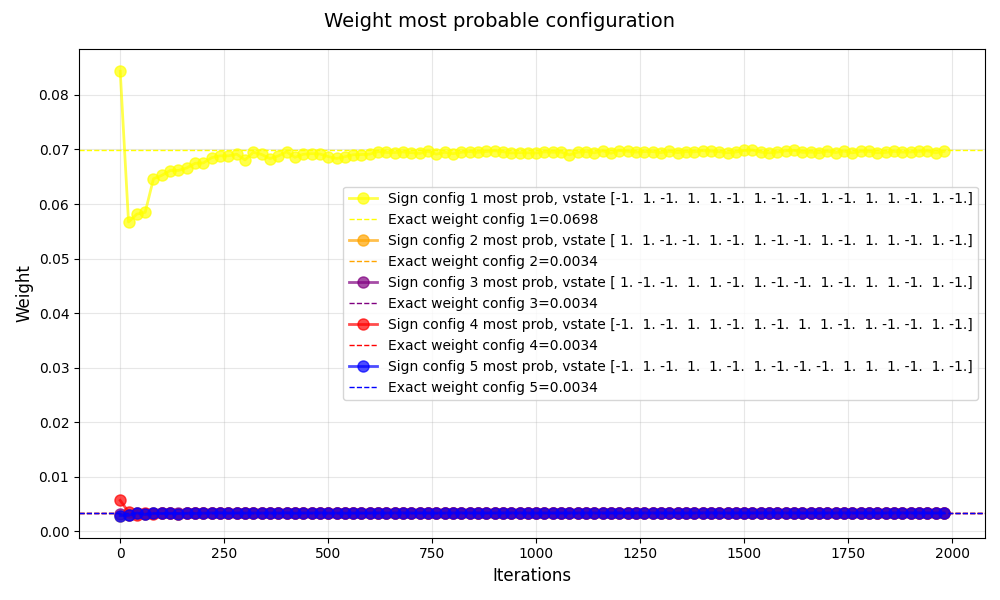 Weight most probable configuration
Weight
0.08
0.07
0.06
0.05
0.04
0.03
0.02
0.01
0.00
Sign config 1 most prob, vstate [-1.  1. -1.  1.  1. -1.  1. -1. -1.  1. -1.  1.  1. -1.  1. -1.]
Exact weight config 1=0.0698
Sign config 2 most prob, vstate [ 1.  1. -1. -1.  1. -1.  1. -1. -1.  1. -1.  1.  1. -1.  1. -1.]
Exact weight config 2=0.0034
Sign config 3 most prob, vstate [ 1. -1. -1.  1.  1. -1.  1. -1. -1.  1. -1.  1.  1. -1.  1. -1.]
Exact weight config 3=0.0034
Sign config 4 most prob, vstate [-1.  1. -1.  1.  1. -1.  1. -1.  1.  1. -1.  1. -1. -1.  1. -1.]
Exact weight config 4=0.0034
Sign config 5 most prob, vstate [-1.  1. -1.  1.  1. -1.  1. -1. -1. -1.  1.  1.  1. -1.  1. -1.]
Exact weight config 5=0.0034
0 250 500 750 1000 1250 1500 1750 2000
Iterations